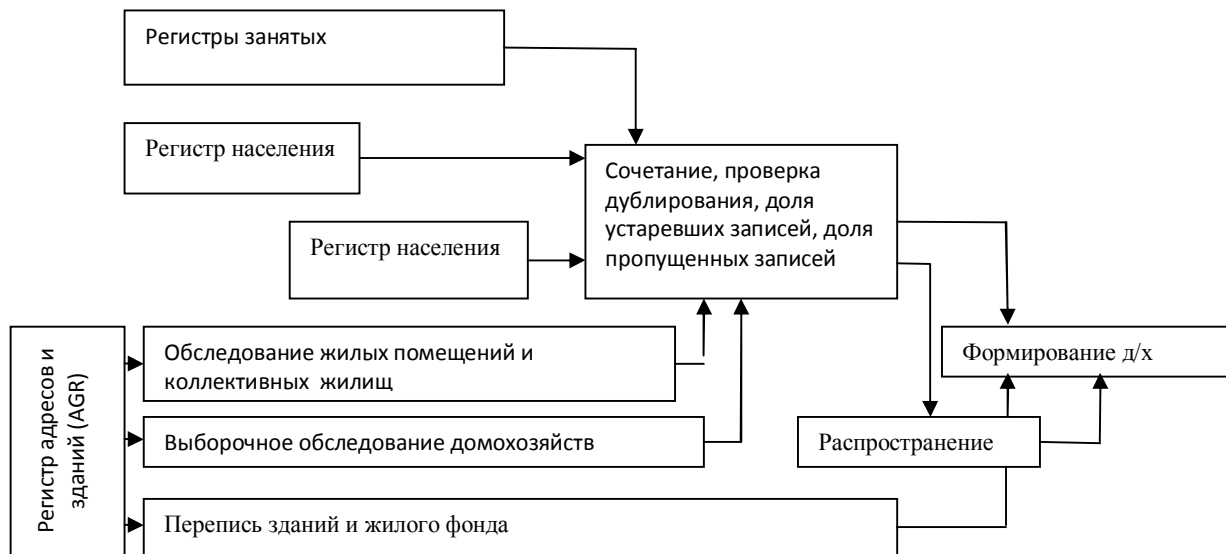 Регистры занятых
Регистр населения
Сочетание, проверка
дублирования, доля
устаревших записей, доля
пропущенных записей
Регистр населения
Регистр адресов и
зданий (AGR)
Обследование жилых помещений и
коллективных жилищ
Формирование д/х
Выборочное обследование домохозяйств
Распространение
Перепись зданий и жилого фонда